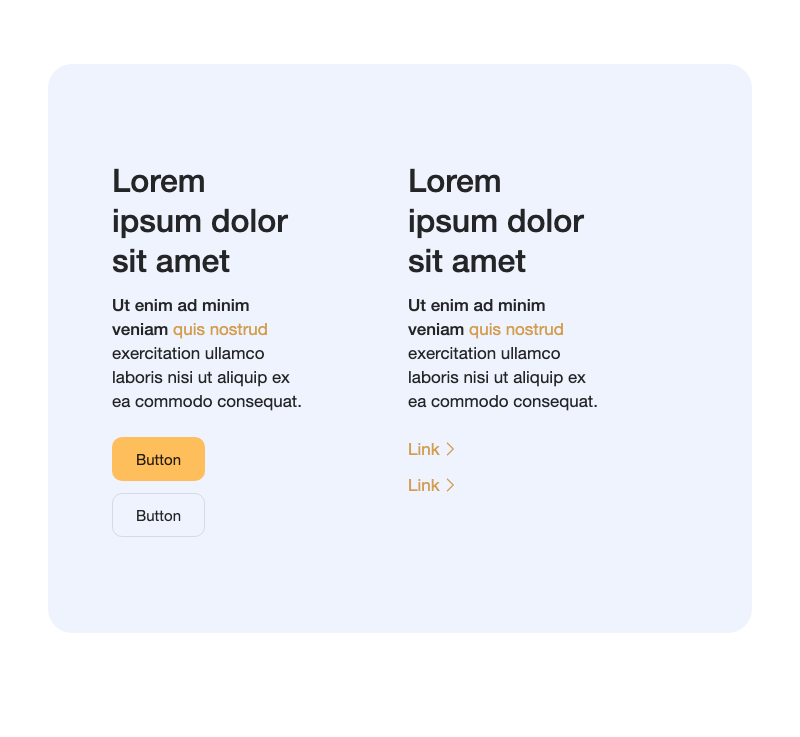 Lorem
ipsum dolor
sit amet
Ut enim ad minim
veniam quis nostrud
exercitation ullamco
laboris nisi ut aliquip ex
ea commodo consequat.
Button
Button
Lorem
ipsum dolor
sit amet
Ut enim ad minim
veniam quis nostrud
exercitation ullamco
laboris nisi ut aliquip ex
ea commodo consequat.
Link
Link